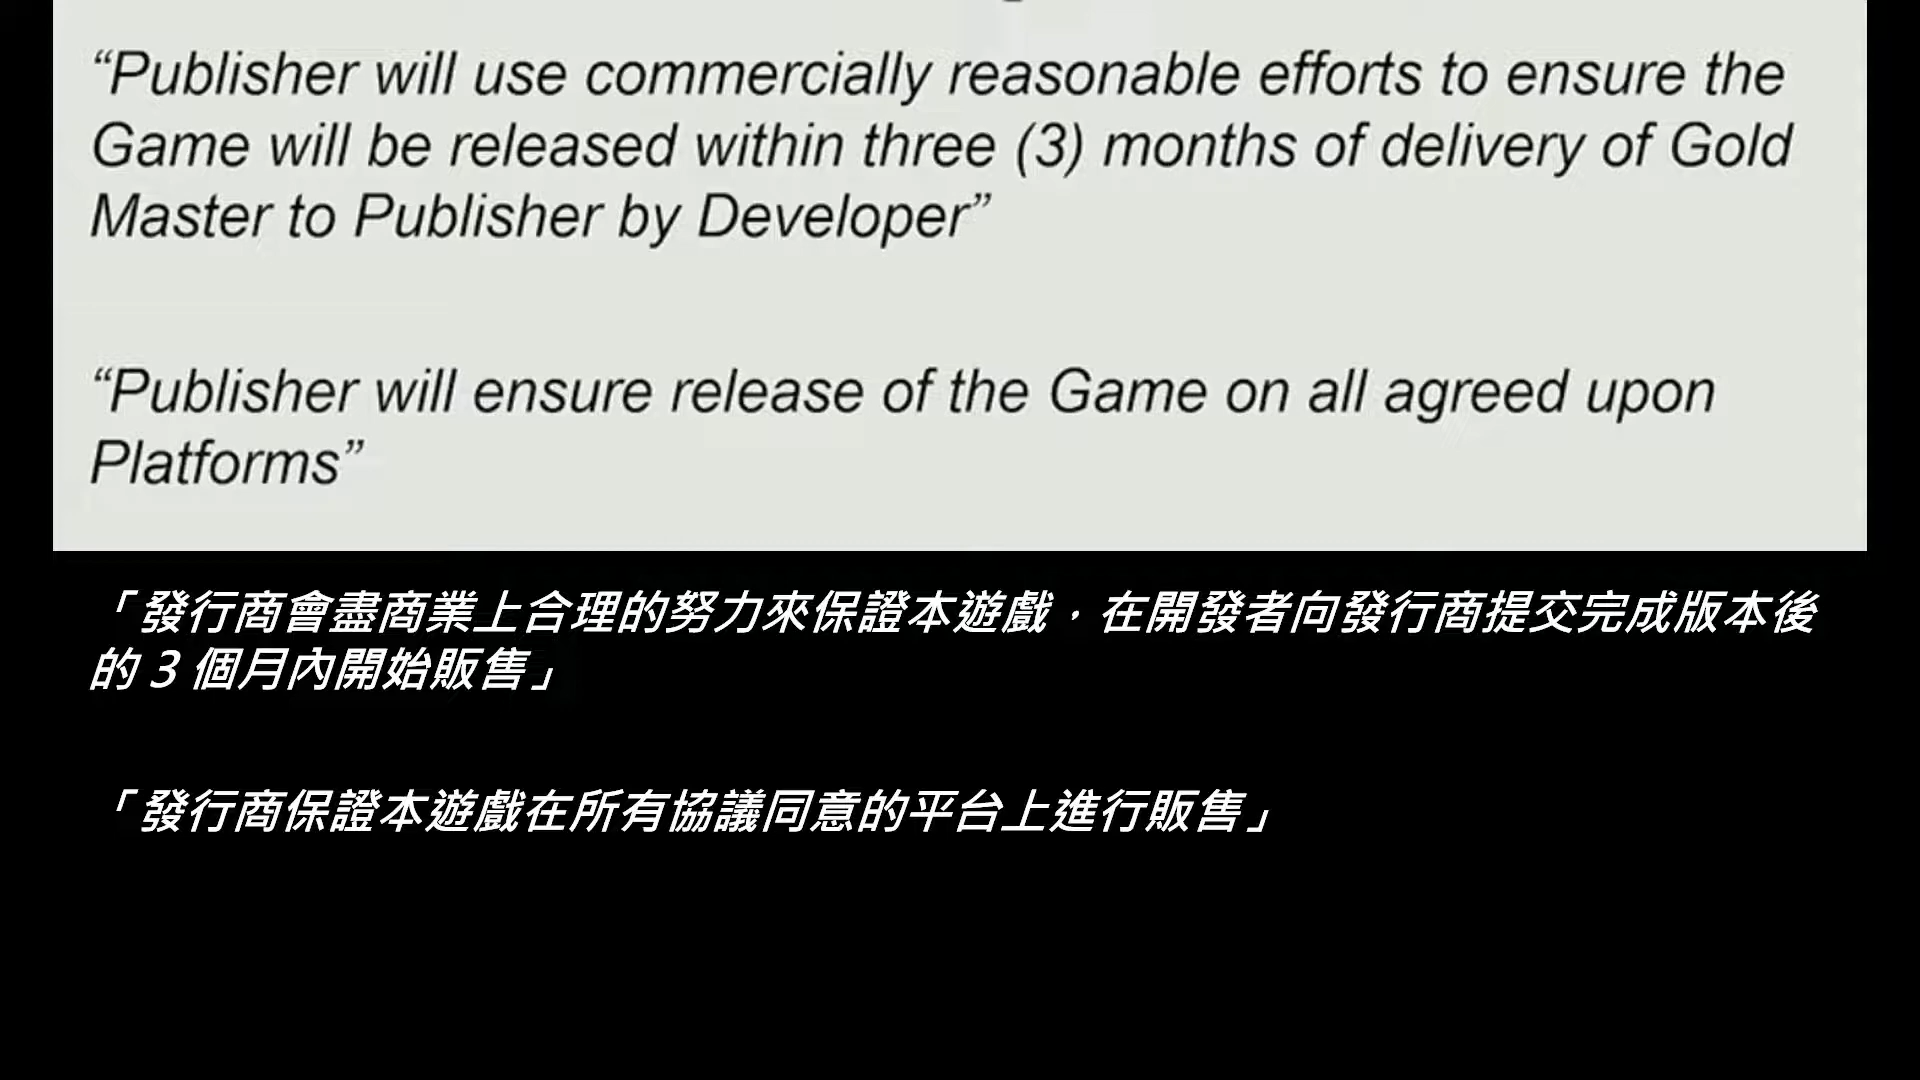 “Publisher will use commercially reasonable efforts to ensure the
Game will be released within three (3) months of delivery of Gold
Master to Publisher by Developer”
“Publisher will ensure release of the Game on all agreed upon
Platforms”
「發行商會盡商業上合理的努力來保證本遊戲，在開發者向發行商提交完成版本後
的 3 個月內開始販售」
「發行商保證本遊戲在所有協議同意的平台上進行販售」